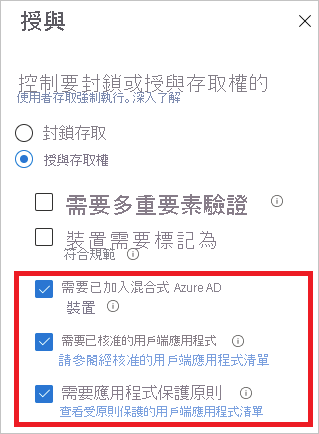 授與
控制要封鎖或授與存取權的
使用者存取強制執行。深入了解
封鎖存取
授與存取權
需要多重要素驗證
裝置需要標記為
符合規範
需要已加入混合式 Azure AD
裝置
需要已核准的用戶端應用程式
請參閱經核准的用戶端應用程式清單
需要應用程式保護原則
查看受原則保護的用戶端應用程式清單